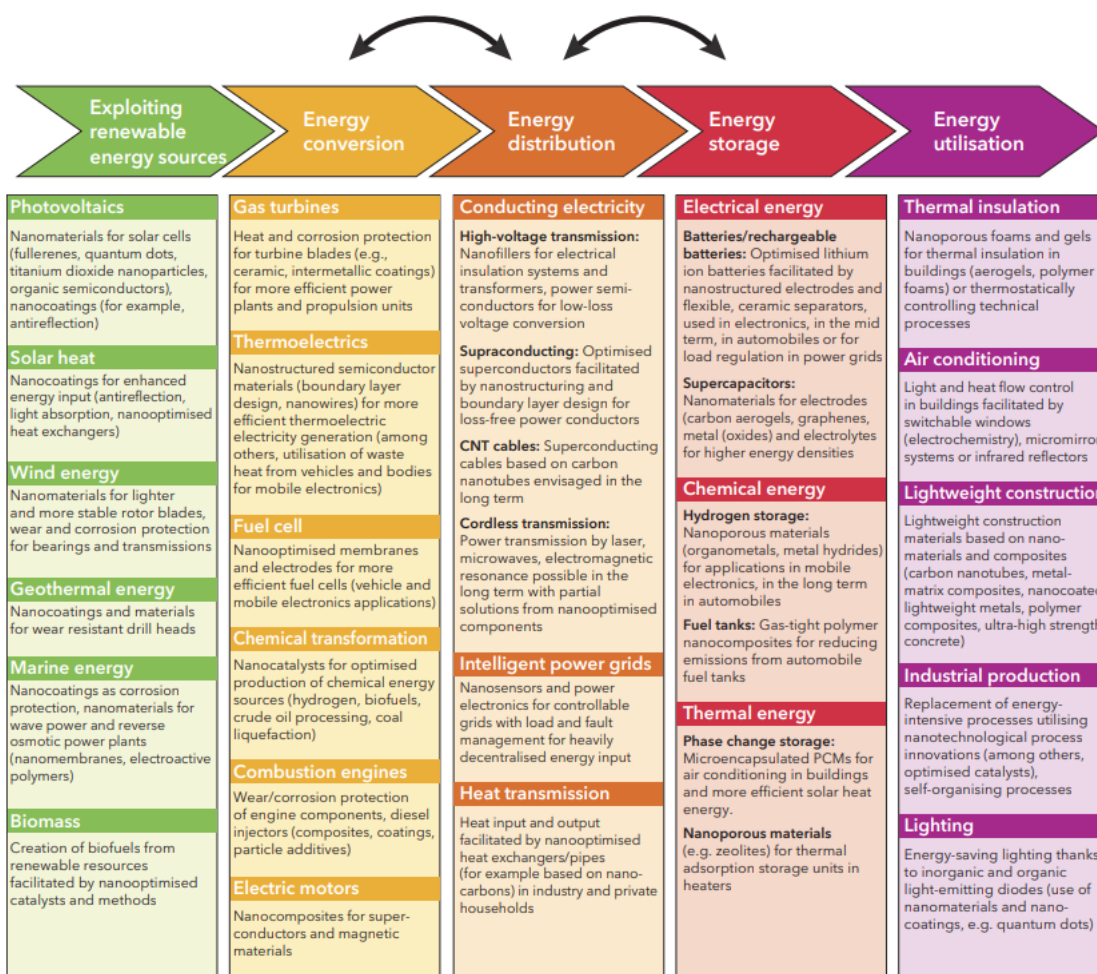 Exploiting
renewable
energy sources
Energy
conversion
Energy
distribution
Energy
storage
Energy
utilisation
Photovoltaics
Nanomaterials for solar cells
(fullerenes, quantum dots,
titanium dioxide nanoparticles,
organic semiconductors),
nanocoatings (for example,
antireflection)
Solar heat
Nanocoatings for enhanced
energy input (antireflection,
light absorption, nanooptimised
heat exchangers)
Wind energy
Nanomaterials for lighter
and more stable rotor blades,
wear and corrosion protection
for bearings and transmissions
Geothermal energy
Nanocoatings and materials
for wear resistant drill heads
Marine energy
Nanocoatings as corrosion
protection, nanomaterials for
wave power and reverse
osmotic power plants
(nanomembranes, electroactive
polymers)
Biomass
Creation of biofuels from
renewable resources
facilitated by nanooptimised
catalysts and methods
Gas turbines
Heat and corrosion protection
for turbine blades (e.g.,
ceramic, intermetallic coatings)
for more efficient power
plants and propulsion units
Thermoelectrics
Nanostructured semiconductor
materials (boundary layer
design, nanowires) for more
efficient thermoelectric
electricity generation (among
others, utilisation of waste
heat from vehicles and bodies
for mobile electronics)
Fuel cell
Nanooptimised membranes
and electrodes for more
efficient fuel cells (vehicle and
mobile electronics applications)
Chemical transformation
Nanocatalysts for optimised
production of chemical energy
sources (hydrogen, biofuels,
crude oil processing, coal
liquefaction)
Combustion engines
Wear/corrosion protection
of engine components, diesel
injectors (composites, coatings,
particle additives)
Electric motors
Nanocomposites for super-
conductors and magnetic
materials
Conducting electricity
High-voltage transmission:
Nanofillers for electrical
insulation systems and
transformers, power semi-
conductors for low-loss
voltage conversion
Supraconducting: Optimised
superconductors facilitated
by nanostructuring and
boundary layer design for
loss-free power conductors
CNT cables: Superconducting
cables based on carbon
nanotubes envisaged in the
long term
Cordless transmission:
Power transmission by laser,
microwaves, electromagnetic
resonance possible in the
long term with partial
solutions from nanooptimised
components
Intelligent power grids
Nanosensors and power
electronics for controllable
grids with load and fault
management for heavily
decentralised energy input
Heat transmission
Heat input and output
facilitated by nanooptimised
heat exchangers/pipes
(for example based on nano-
carbons) in industry and private
households
Electrical energy
Batteries/rechargeable
batteries: Optimised lithium
ion batteries facilitated by
nanostructured electrodes and
flexible, ceramic separators,
used in electronics, in the mid
term, in automobiles or for
load regulation in power grids
Supercapacitors:
Nanomaterials for electrodes
(carbon aerogels, graphenes,
metal (oxides) and electrolytes
for higher energy densities
Chemical energy
Hydrogen storage:
Nanoporous materials
(organometals, metal hydrides)
for applications in mobile
electronics, in the long term
in automobiles
Fuel tanks: Gas-tight polymer
nanocomposites for reducing
emissions from automobile
fuel tanks
Thermal energy
Phase change storage:
Microencapsulated PCMs for
air conditioning in buildings
and more efficient solar heat
energy.
Nanoporous materials
(e.g. zeolites) for thermal
adsorption storage units in
heaters
Thermal insulation
Nanoporous foams and gels
for thermal insulation in
buildings (aerogels, polymer
foams) or thermostatically
controlling technical
processes
Air conditioning
Light and heat flow control
in buildings facilitated by
switchable windows
(electrochemistry), micromirror
systems or infrared reflectors
Lightweight construction
Lightweight construction
materials based on nano-
materials and composites
(carbon nanotubes, metal-
matrix composites, nanocoated
lightweight metals, polymer
composites, ultra-high strength
concrete)
Industrial production
Replacement of energy-
intensive processes utilising
nanotechnological process
innovations (among others,
optimised catalysts),
self-organising processes
Lighting
Energy-saving lighting thanks
to inorganic and organic
light-emitting diodes (use of
nanomaterials and nano-
coatings, e.g. quantum dots)